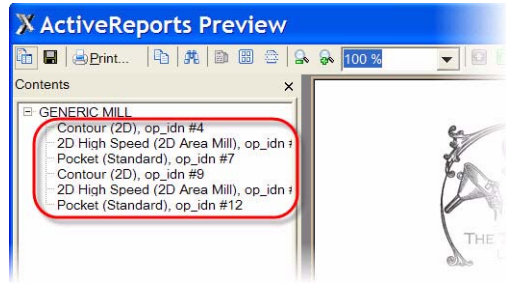 ActiveReports Preview
Print... 100 %
Contents x
GENERIC MILL
Contour (2D), op_idn #4
2D High Speed (2D Area Mill), op_idn
Pocket (Standard), op_idn #7
Contour (2D), op_idn #9
2D High Speed (2D Area Mill), op_idn
Pocket (Standard), op_idn #12
THE